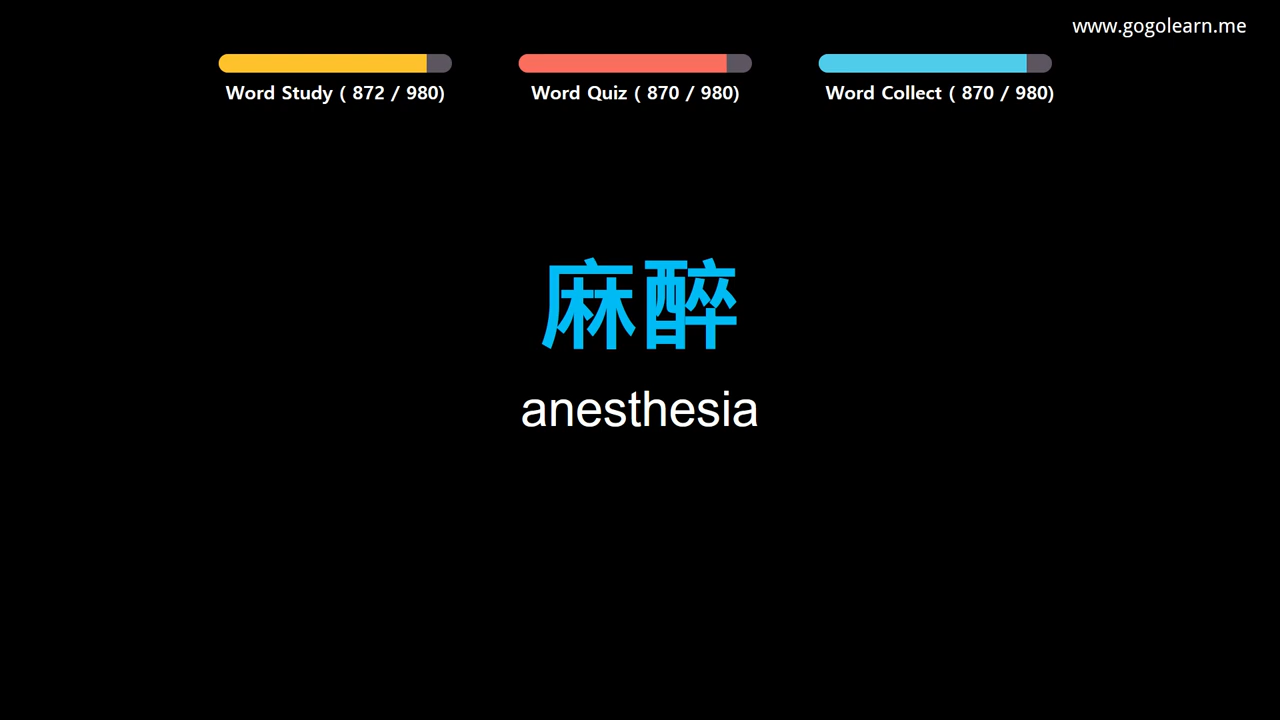 www.gogolearn.me
Word Study ( 872 / 980)
Word Quiz ( 870 / 980)
Word Collect ( 870 / 980)
麻醉
anesthesia